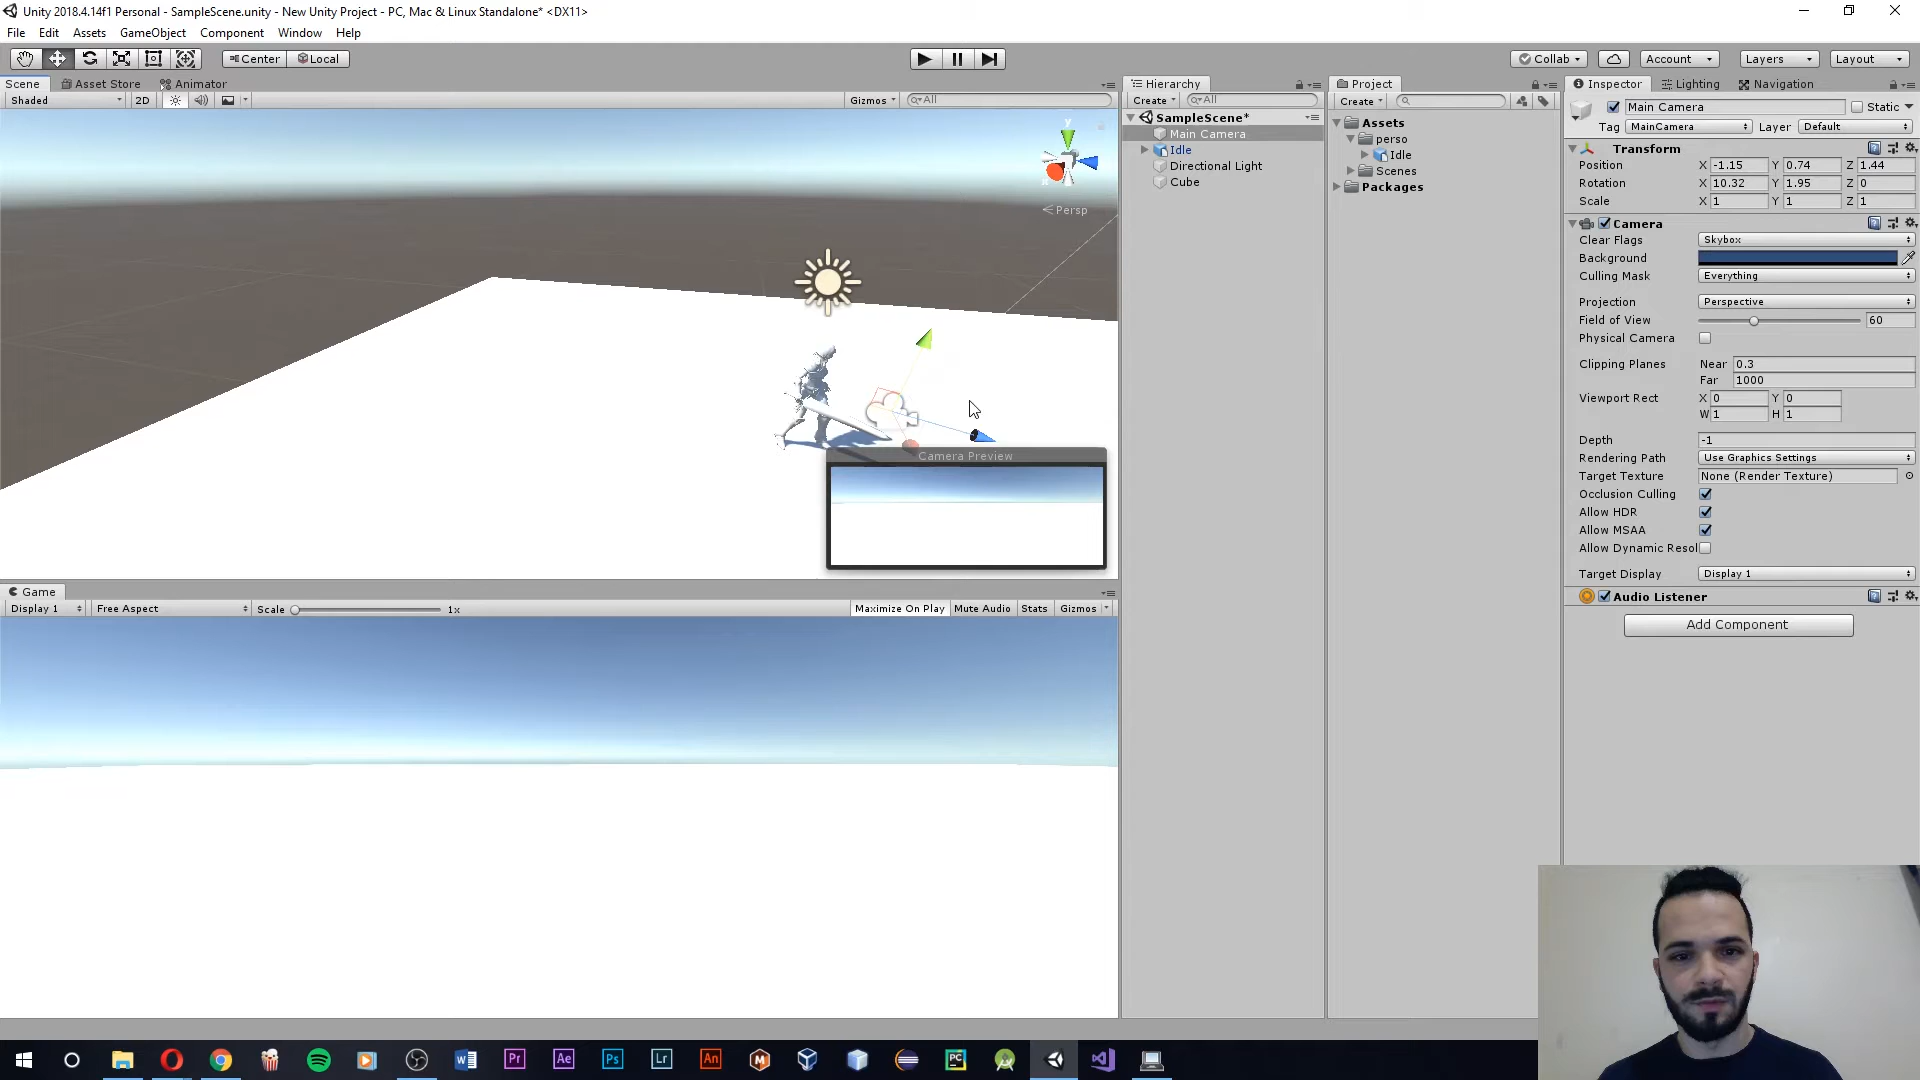 Unity 2018.4.14f1 Personal - SampleScene.unity - New Unity Project - PC, Mac & Linux Standalone* <DX11>
File Edit Assets GameObject Component Window Help
Center Local Collab Account Layers Layout
Scene Asset Store Animator
Shaded 2D Gizmos All
y
x
Persp
Camera Preview
Game
Display 1 Free Aspect Scale 1x Maximize On Play Mute Audio Stats Gizmos
Hierarchy
Create All
SampleScene*
Main Camera
Idle
Directional Light
Cube
Project
Create
Assets
perso
Idle
Scenes
Packages
Inspector Lighting Navigation
Main Camera Static
Tag MainCamera Layer Default
Transform
Position X -1.15 Y 0.74 Z 1.44
Rotation X 10.32 Y 1.95 Z 0
Scale X 1 Y 1 Z 1
Camera
Clear Flags Skybox
Background
Culling Mask Everything
Projection Perspective
Field of View 60
Physical Camera
Clipping Planes Near 0.3
Far 1000
Viewport Rect X 0 Y 0
W 1 H 1
Depth -1
Rendering Path Use Graphics Settings
Target Texture None (Render Texture)
Occlusion Culling
Allow HDR
Allow MSAA
Allow Dynamic Resol
Target Display Display 1
Audio Listener
Add Component
W Pr Ae Ps Lr An M PC